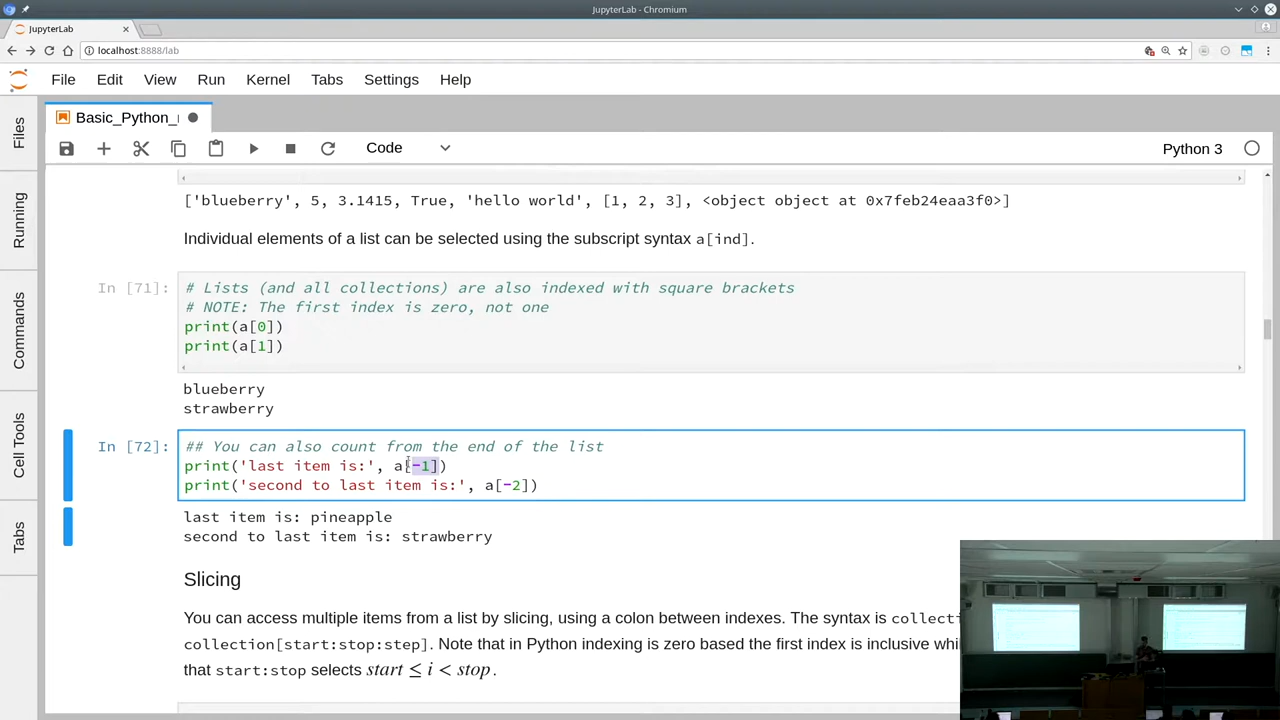 JupyterLab - Chromium
JupyterLab
localhost:8888/lab
File Edit View Run Kernel Tabs Settings Help
Basic_Python_
Code
Python 3
['blueberry', 5, 3.1415, True, 'hello world', [1, 2, 3], <object object at 0x7feb24eaa3f0>]
Individual elements of a list can be selected using the subscript syntax a[ind].
In [71]:
# Lists (and all collections) are also indexed with square brackets
# NOTE: The first index is zero, not one
print(a[0])
print(a[1])
blueberry
strawberry
In [72]:
## You can also count from the end of the list
print('last item is:', a[-1])
print('second to last item is:', a[-2])
last item is: pineapple
second to last item is: strawberry
Slicing
You can access multiple items from a list by slicing, using a colon between indexes. The syntax is collecti
collection[start:stop:step]. Note that in Python indexing is zero based the first index is inclusive whi
that start:stop selects start ≤ i < stop.
Files
Running
Commands
Cell Tools
Tabs